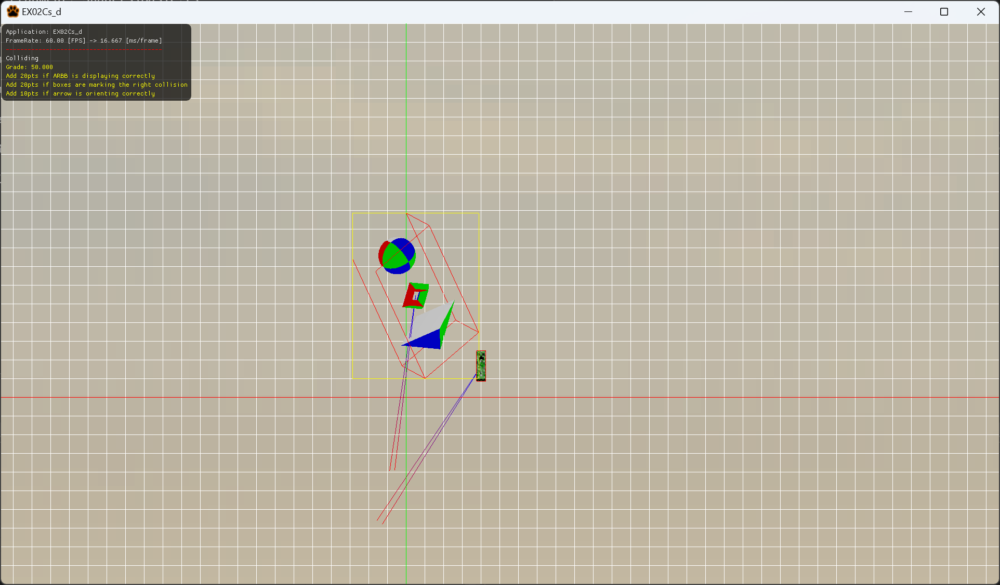 EX02Cs_d
Application: EX02Cs_d
FrameRate: 60.00 [FPS] -> 16.667 [ms/frame]
Colliding
Grade: 50.000
Add 20pts if ARBB is displaying correctly
Add 20pts if boxes are marking the right collision
Add 10pts if arrow is orienting correctly